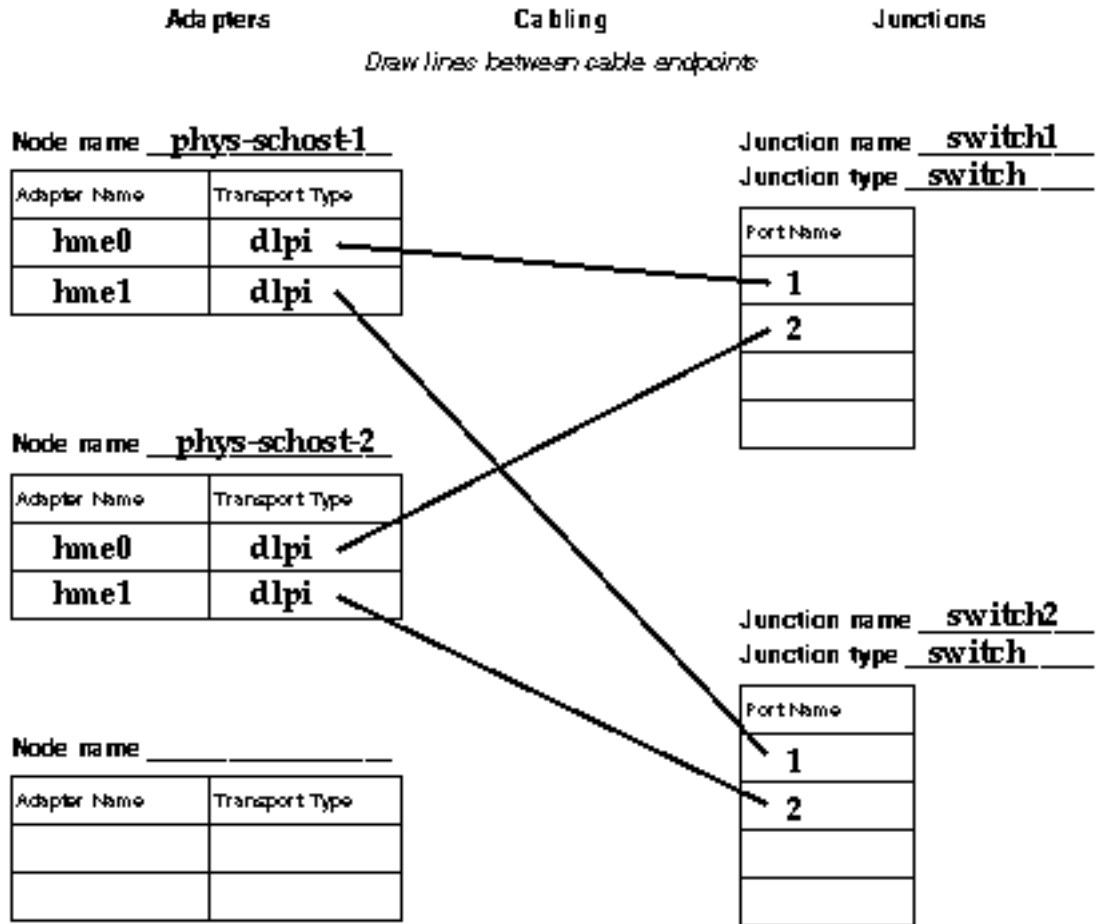 Adapters Cabling Junctions
Draw lines between cable endpoints
Node name phys-schost-1
Adapter Name Transport Type
hme0 dlpi
hme1 dlpi
Junction name switch1
Junction type switch
Port Name
1
2
Node name phys-schost-2
Adapter Name Transport Type
hme0 dlpi
hme1 dlpi
Junction name switch2
Junction type switch
Port Name
1
2
Node name
Adapter Name Transport Type